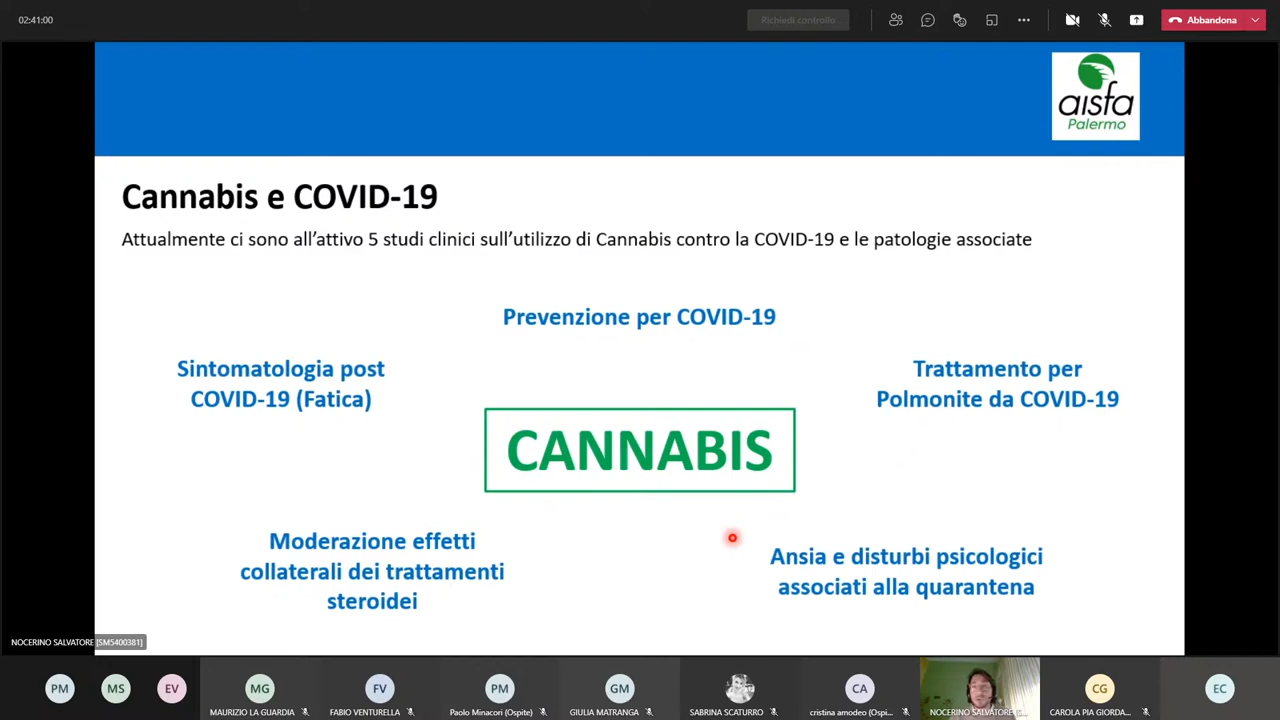 02:41:00
Richiedi controllo
Abbandona
aisfa
Palermo
Cannabis e COVID-19
Attualmente ci sono all'attivo 5 studi clinici sull'utilizzo di Cannabis contro la COVID-19 e le patologie associate
Prevenzione per COVID-19
Sintomatologia post
COVID-19 (Fatica)
Trattamento per
Polmonite da COVID-19
CANNABIS
Moderazione effetti
collaterali dei trattamenti
steroidei
Ansia e disturbi psicologici
associati alla quarantena
NOCERINO SALVATORE [SM5400381]
PM
MS
EV
MG
FV
PM
GM
CA
CG
EC
MAURIZIO LA GUARDIA
FABIO VENTURELLA
Paolo Minacori (Ospite)
GIULIA MATRANGA
SABRINA SCATURRO
cristina amodeo (Ospi...
NOCERINO SALVATORE [S...
CAROLA PIA GIORDA...